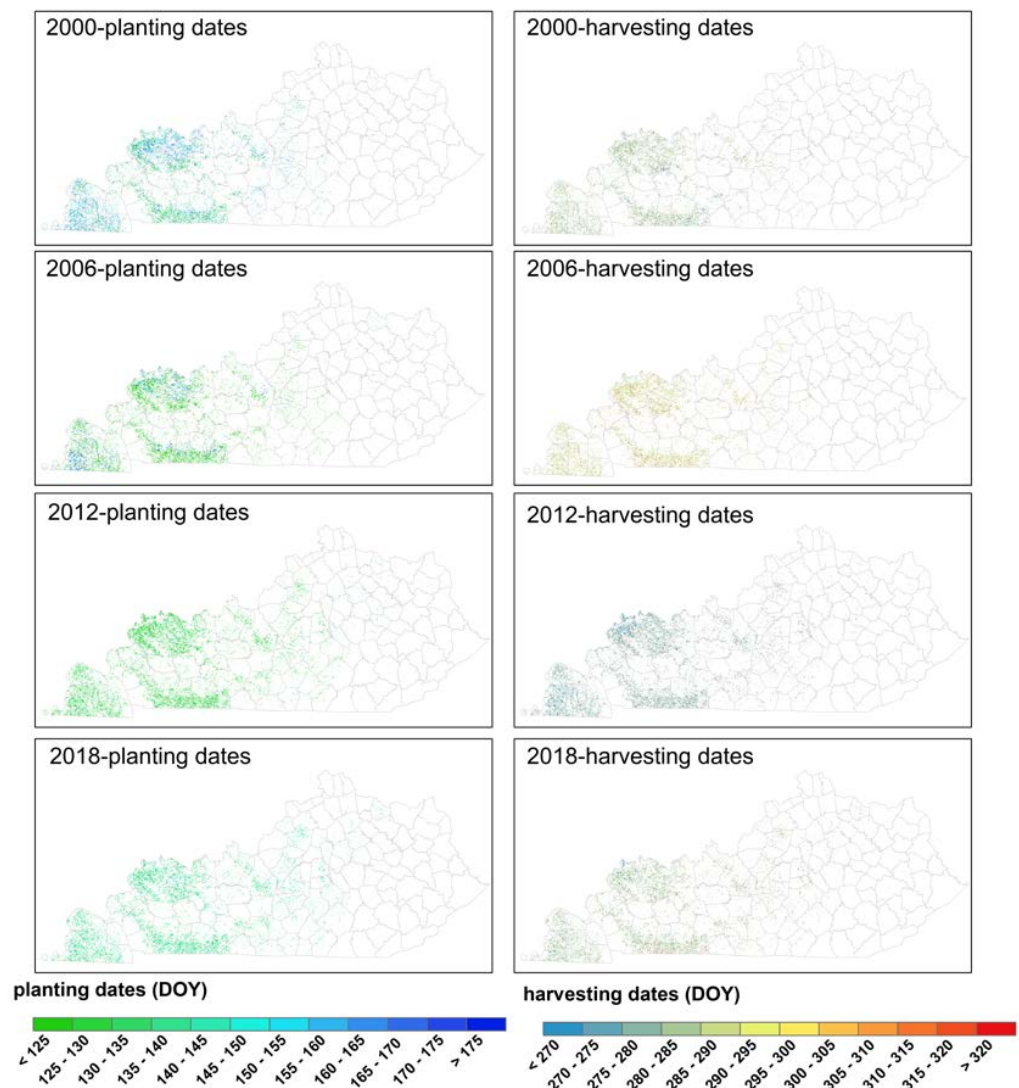 2000-planting dates
2000-harvesting dates
2006-planting dates
2006-harvesting dates
2012-planting dates
2012-harvesting dates
2018-planting dates
2018-harvesting dates
planting dates (DOY)
< 125
125 - 130
130 - 135
135 - 140
140 - 145
145 - 150
150 - 155
155 - 160
160 - 165
165 - 170
170 - 175
> 175
harvesting dates (DOY)
< 270
270 - 275
275 - 280
280 - 285
285 - 290
290 - 295
295 - 300
300 - 305
305 - 310
310 - 315
315 - 320
> 320